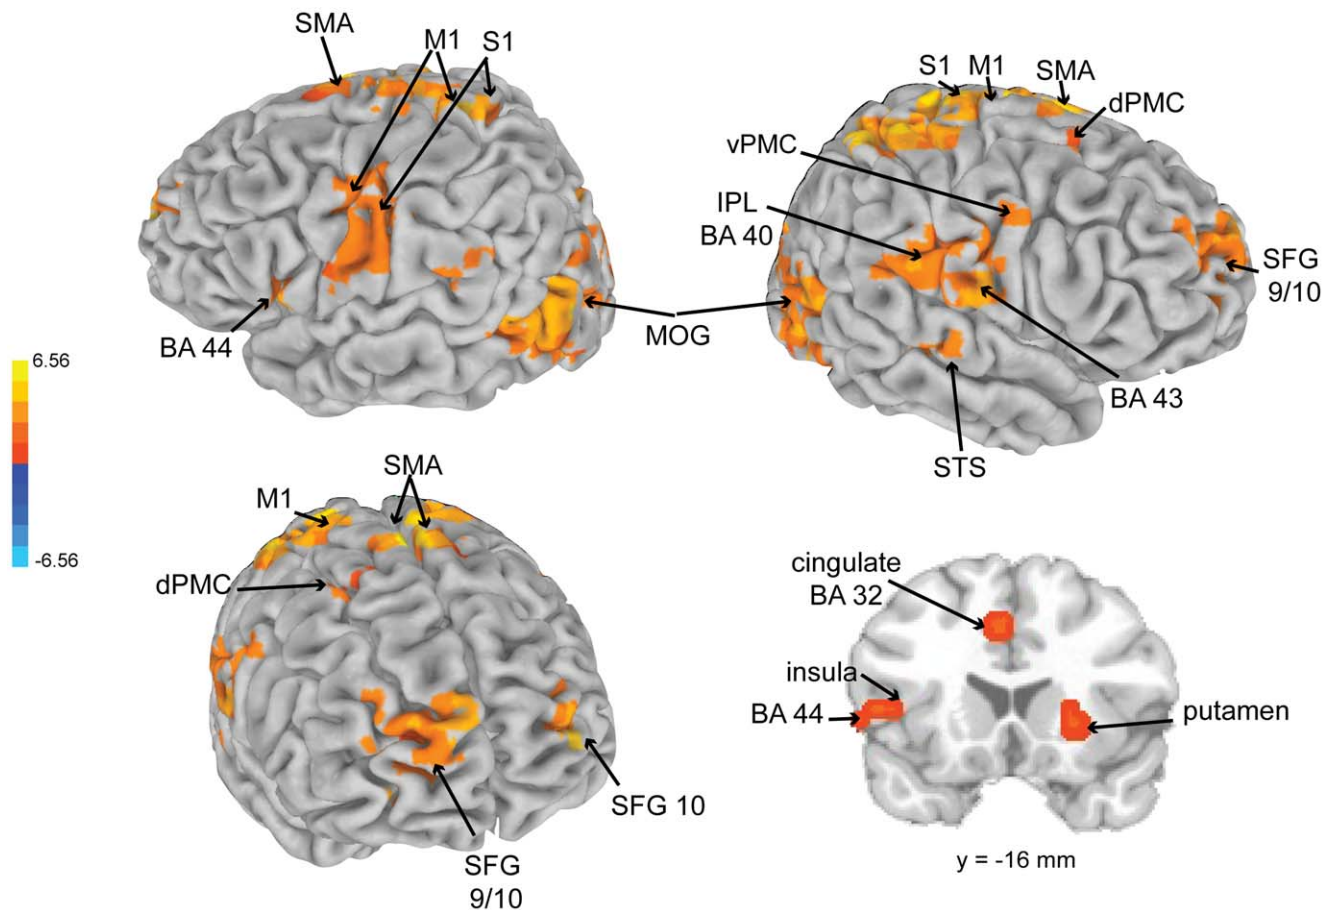 SMA
M1
S1
BA 44
MOG
S1
M1
SMA
dPMC
vPMC
IPL
BA 40
SFG
9/10
BA 43
STS
6.56
-6.56
SMA
M1
dPMC
SFG 10
SFG
9/10
cingulate
BA 32
insula
BA 44
putamen
y = -16 mm